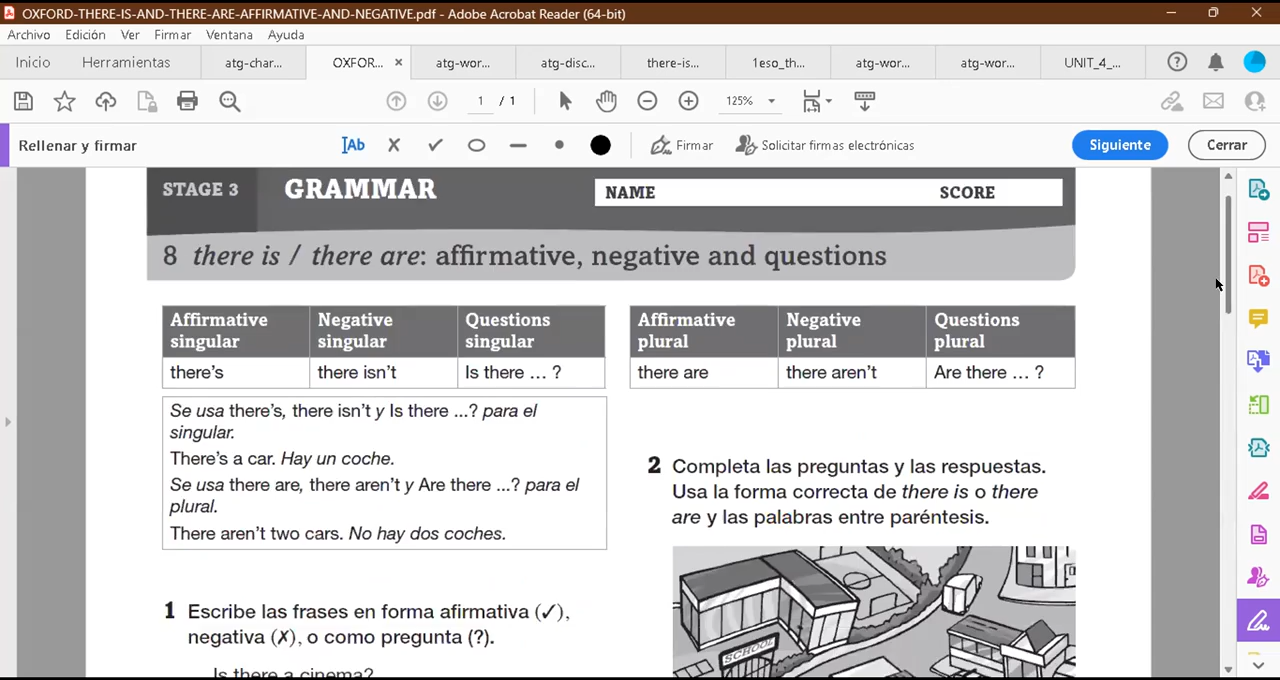 OXFORD-THERE-IS-AND-THERE-ARE-AFFIRMATIVE-AND-NEGATIVE.pdf - Adobe Acrobat Reader (64-bit)
Archivo Edición Ver Firmar Ventana Ayuda
Inicio Herramientas atg-char... OXFOR... atg-wor... atg-disc... there-is... 1eso_th... atg-wor... atg-wor... UNIT_4_...
1 / 1 125%
Rellenar y firmar Ab Firmar Solicitar firmas electrónicas Siguiente Cerrar
STAGE 3 GRAMMAR NAME SCORE
8 there is / there are: affirmative, negative and questions
Affirmative singular Negative singular Questions singular
there's there isn't Is there ... ?
Affirmative plural Negative plural Questions plural
there are there aren't Are there ... ?
Se usa there's, there isn't y Is there ...? para el
singular.
There's a car. Hay un coche.
Se usa there are, there aren't y Are there ...? para el
plural.
There aren't two cars. No hay dos coches.
1 Escribe las frases en forma afirmativa (✓),
negativa (✗), o como pregunta (?).
Is there a cinema?
2 Completa las preguntas y las respuestas.
Usa la forma correcta de there is o there
are y las palabras entre paréntesis.
SCHOOL